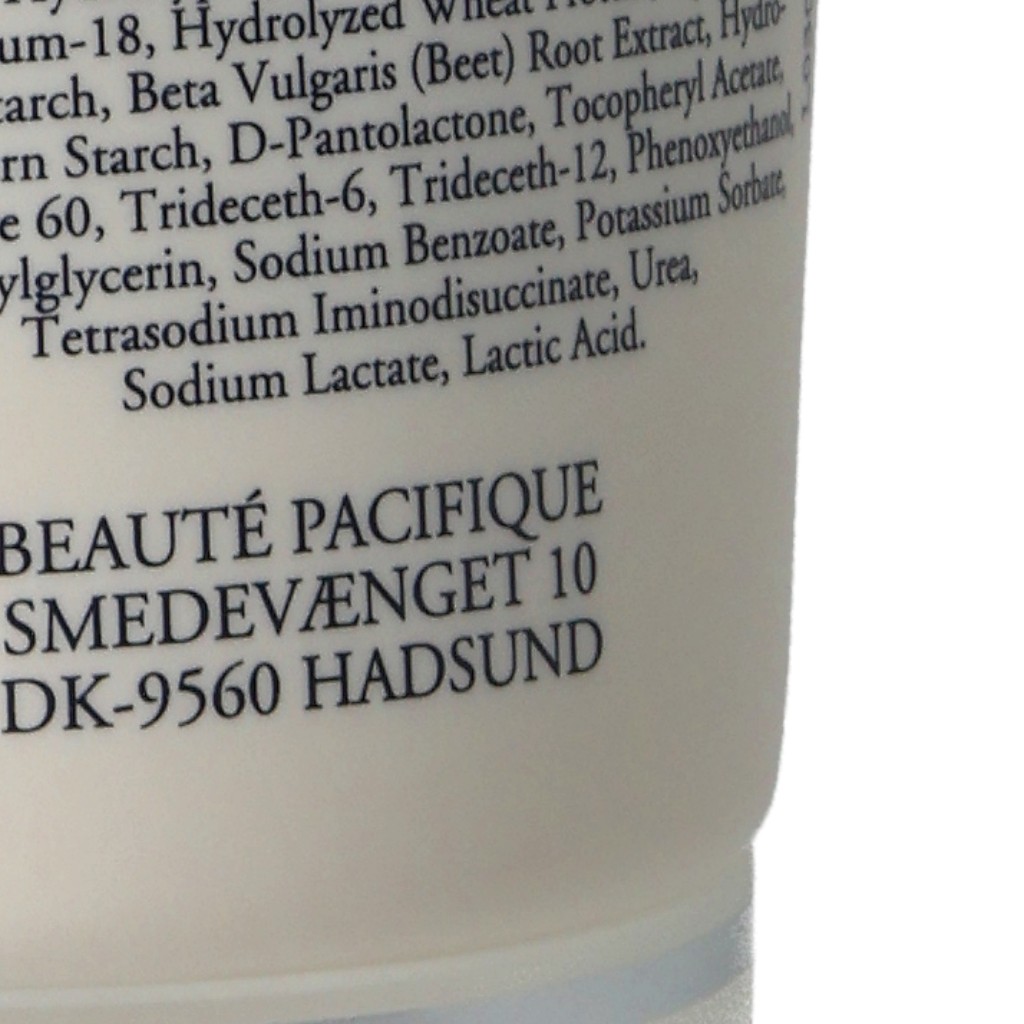 um-18, Hydrolyzed Wheat
tarch, Beta Vulgaris (Beet) Root Extract, Hydro-
rn Starch, D-Pantolactone, Tocopheryl Acetate,
e 60, Trideceth-6, Trideceth-12, Phenoxyethanol,
ylglycerin, Sodium Benzoate, Potassium Sorbate,
Tetrasodium Iminodisuccinate, Urea,
Sodium Lactate, Lactic Acid.
BEAUTÉ PACIFIQUE
SMEDEVÆNGET 10
DK-9560 HADSUND